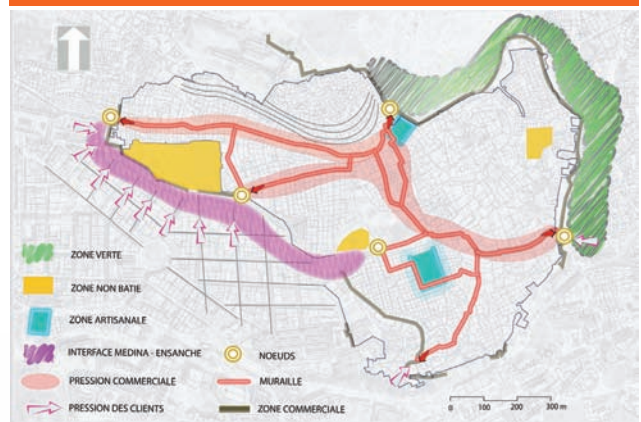 ZONE VERTE
ZONE NON BATIE
ZONE ARTISANALE
INTERFACE MEDINA - ENSANCHE
PRESSION COMMERCIALE
PRESSION DES CLIENTS
NOEUDS
MURAILLE
ZONE COMMERCIALE
0 100 200 300 m